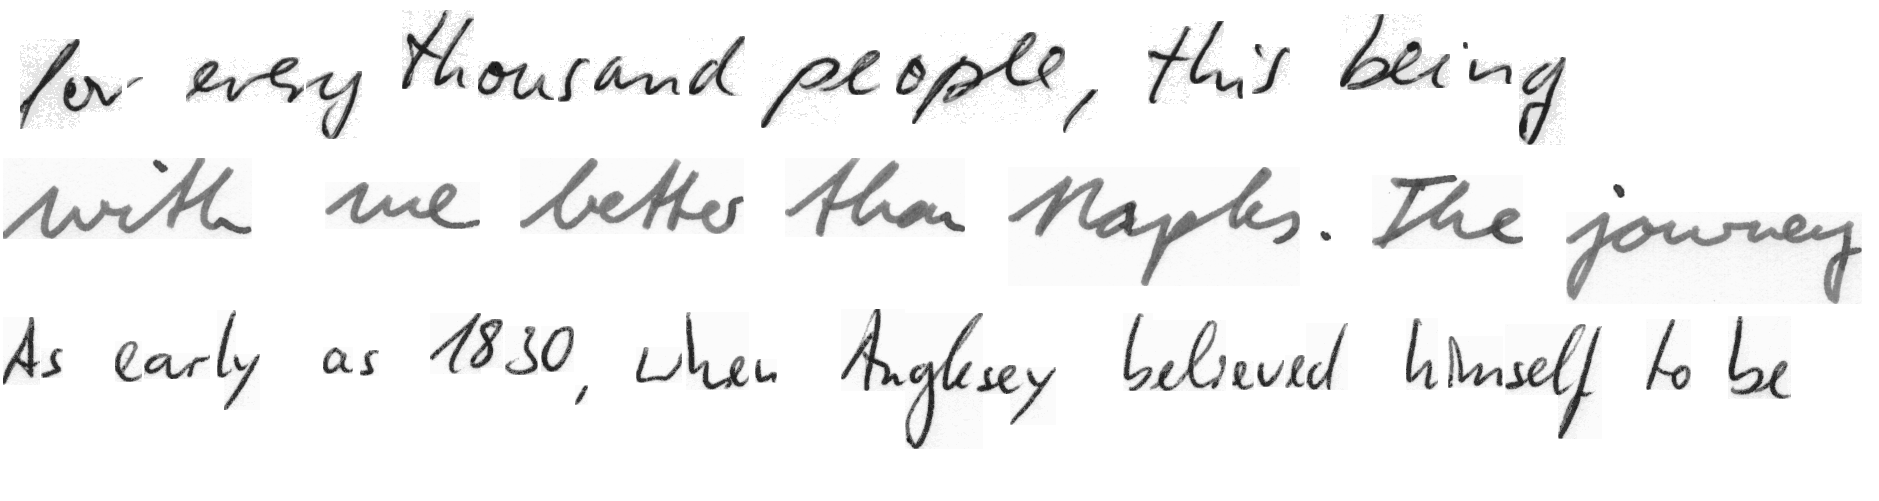 for every thousand people, this being
with me better than Naples. The journey
As early as 1830, when Anglesey believed himself to be